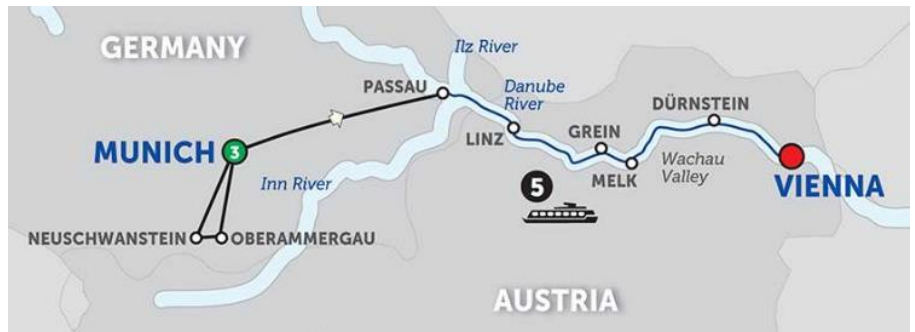 GERMANY
Ilz River
PASSAU
Danube
River
DÜRNSTEIN
LINZ
GREIN
MUNICH
3
Inn River
MELK
Wachau
Valley
VIENNA
5
NEUSCHWANSTEIN
OBERAMMERGAU
AUSTRIA